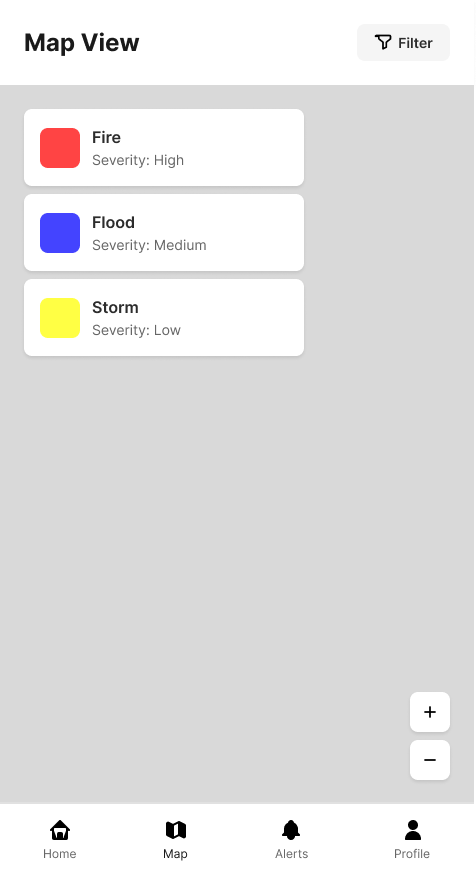 Map View
Filter
Fire
Severity: High
Flood
Severity: Medium
Storm
Severity: Low
+
−
Home
Map
Alerts
Profile